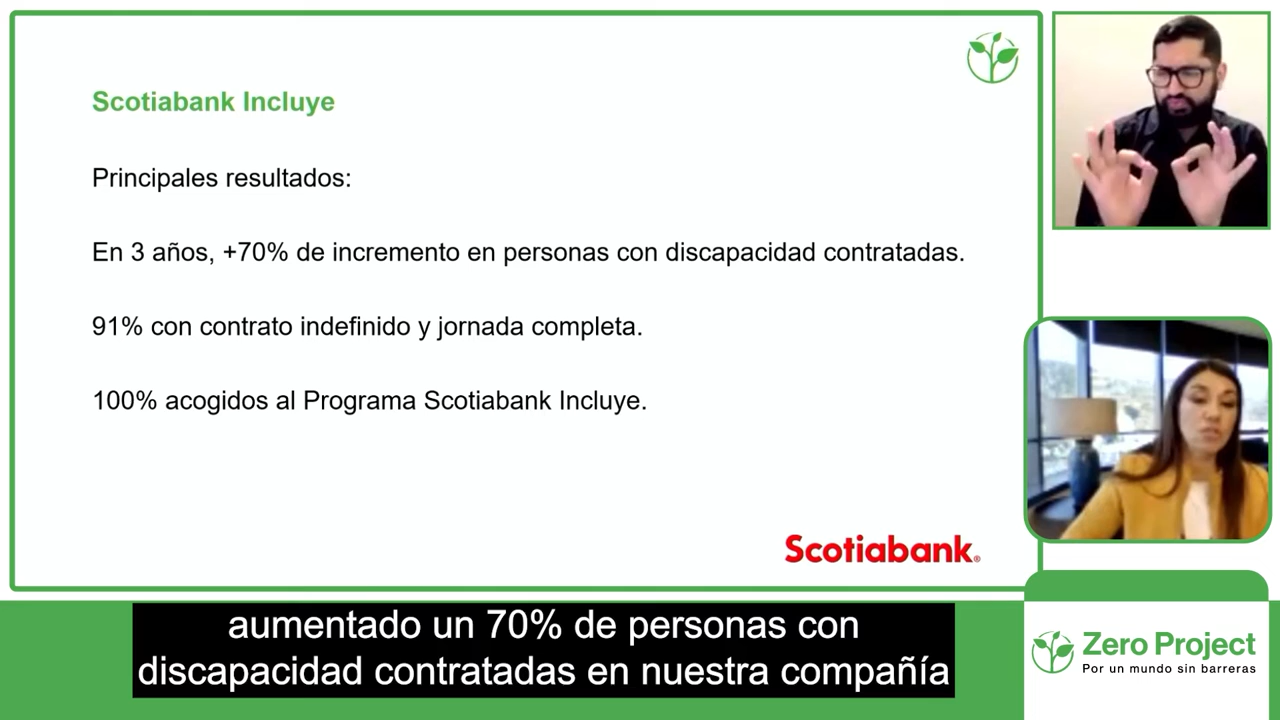 Scotiabank Incluye
Principales resultados:
En 3 años, +70% de incremento en personas con discapacidad contratadas.
91% con contrato indefinido y jornada completa.
100% acogidos al Programa Scotiabank Incluye.
Scotiabank®
aumentado un 70% de personas con
discapacidad contratadas en nuestra compañía
Zero Project
Por un mundo sin barreras